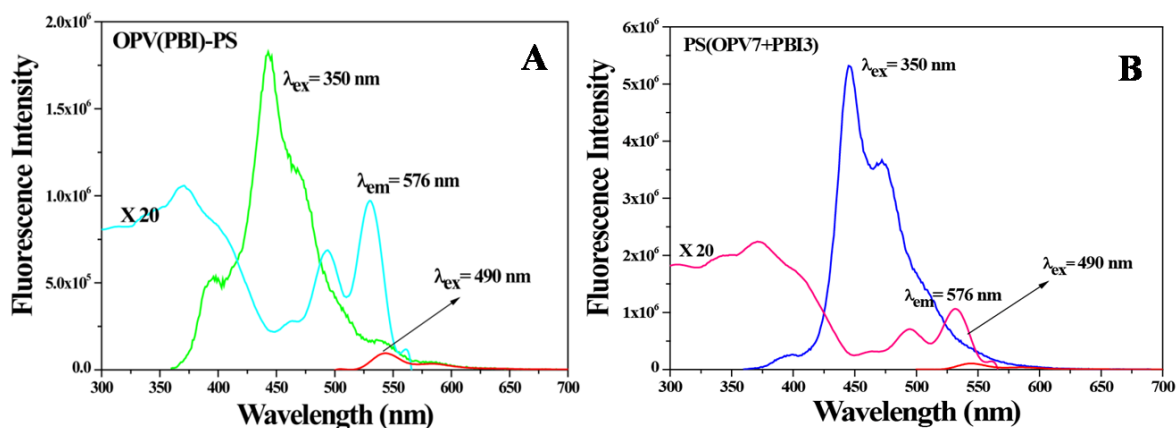 OPV(PBI)-PS
A
λex= 350 nm
λem= 576 nm
X 20
λex= 490 nm
Fluorescence Intensity
2.0x10⁶
1.5x10⁶
1.0x10⁶
5.0x10⁵
0.0
300 350 400 450 500 550 600 650 700
Wavelength (nm)
PS(OPV7+PBI3)
B
λex= 350 nm
X 20
λex= 490 nm
λem= 576 nm
Fluorescence Intensity
6x10⁶
5x10⁶
4x10⁶
3x10⁶
2x10⁶
1x10⁶
0
300 350 400 450 500 550 600 650 700
Wavelength (nm)